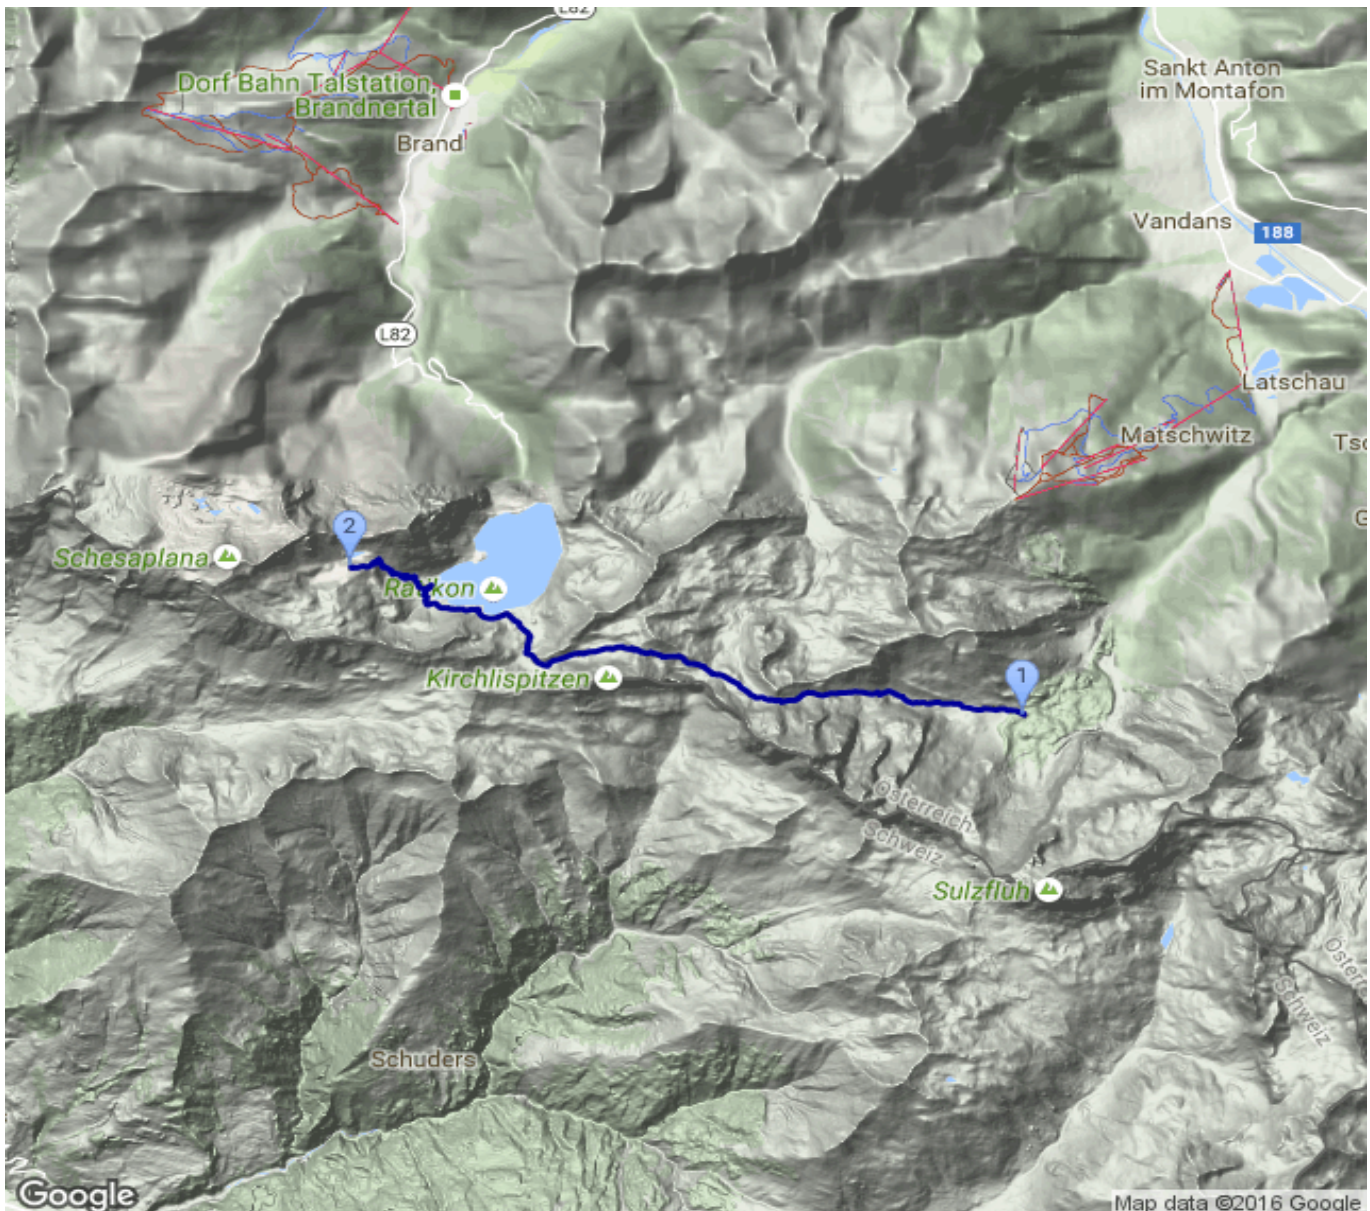 L82
Dorf Bahn Talstation,
Brandnertal
Brand
Sankt Anton
im Montafon
Vandans
188
L82
Latschau
Matschwitz
2
Schesaplana
1
Kirchlispitzen
Österreich
Schweiz
Sulzfluh
Schweiz
Schuders
Google
Map data ©2016 Google